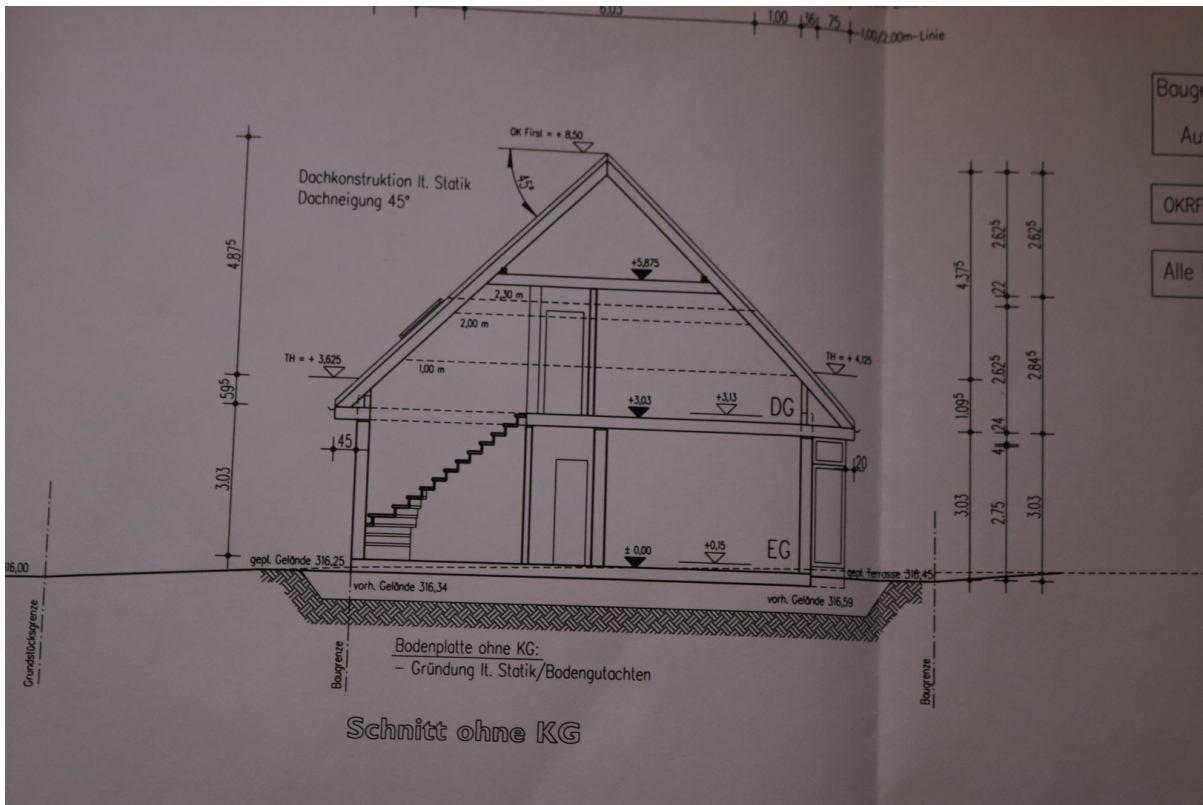 6.03
1.00
36
75
1,00/2,00m-Linie
Bauge
Au
OKRF
Alle
OK First = + 8,50
45°
Dachkonstruktion lt. Statik
Dachneigung 45°
4.87⁵
59⁵
3.03
+5,875
2,30 m
2,00 m
1,00 m
TH = + 3,625
TH = + 4,125
+3,03
+3,13
DG
45
20
± 0,00
+0,15
EG
4.37⁵
1.09⁵
3.03
2.62⁵
22
2.62⁵
24
4
2.75
2.62⁵
2.84⁵
3.03
316,00
gepl. Gelände 316,25
gepl. Terrasse 316,45
vorh. Gelände 316,34
vorh. Gelände 316,59
Grundstücksgrenze
Baugrenze
Baugrenze
Bodenplatte ohne KG:
– Gründung lt. Statik/Bodengutachten
Schnitt ohne KG